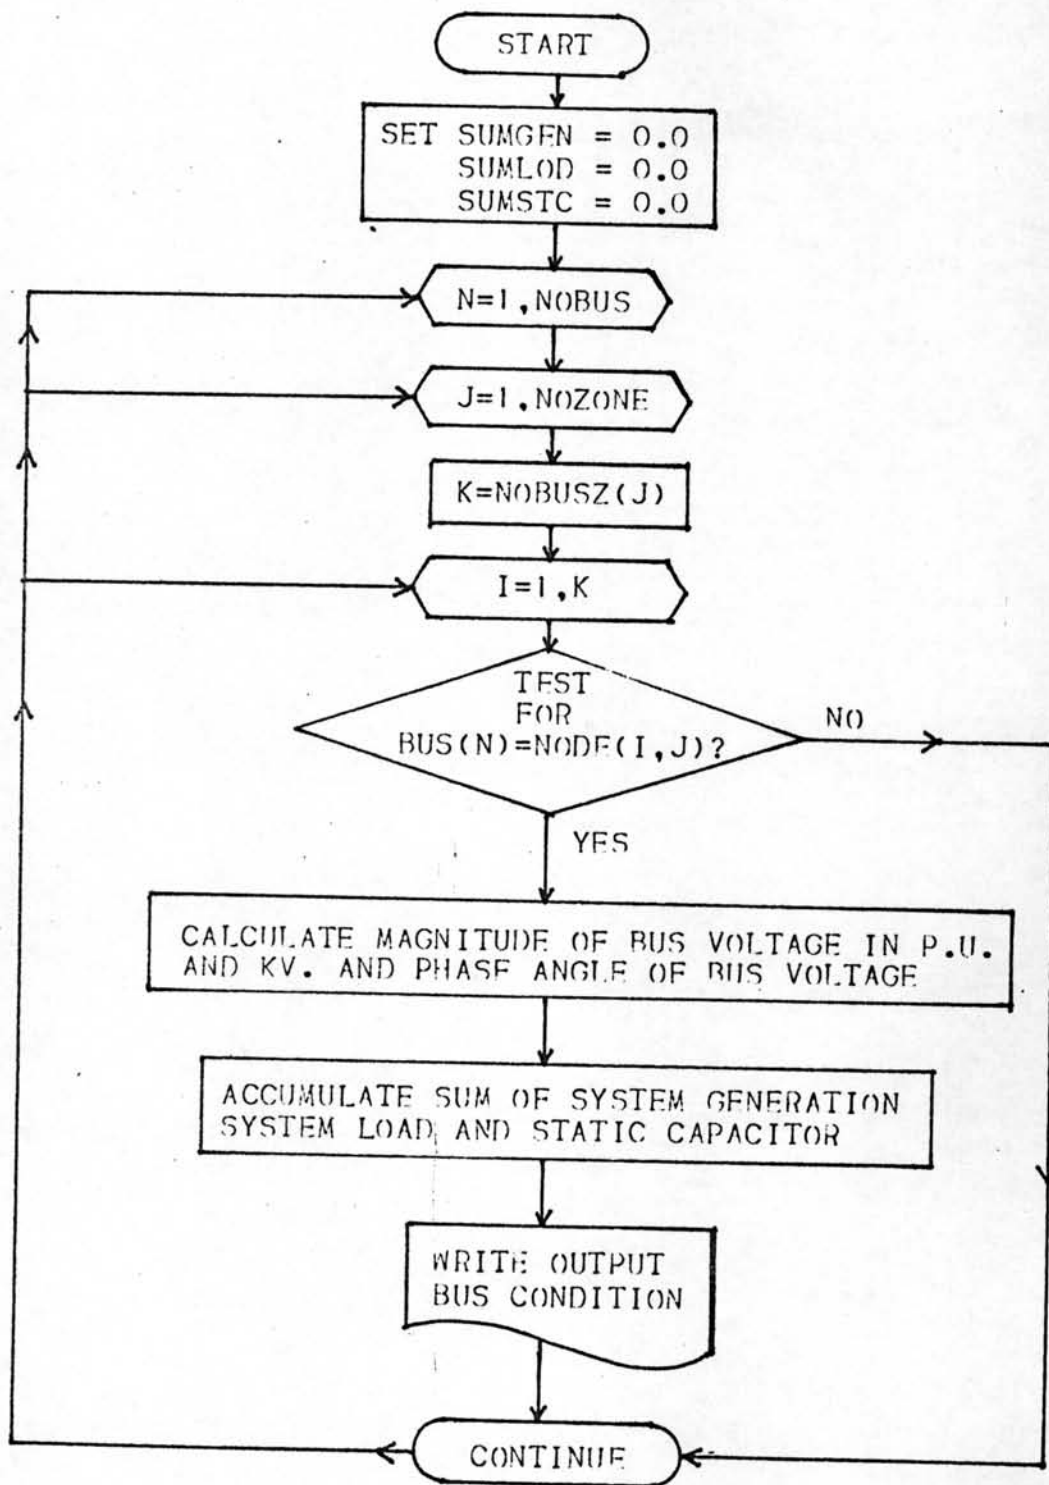 START
SET SUMGEN = 0.0
SUMLOD = 0.0
SUMSTC = 0.0
N=1,NOBUS
J=1,NOZONE
K=NOBUSZ(J)
I=1,K
TEST
FOR
BUS(N)=NODE(I,J)?
NO
YES
CALCULATE MAGNITUDE OF BUS VOLTAGE IN P.U.
AND KV. AND PHASE ANGLE OF BUS VOLTAGE
ACCUMULATE SUM OF SYSTEM GENERATION
SYSTEM LOAD AND STATIC CAPACITOR
WRITE OUTPUT
BUS CONDITION
CONTINUE